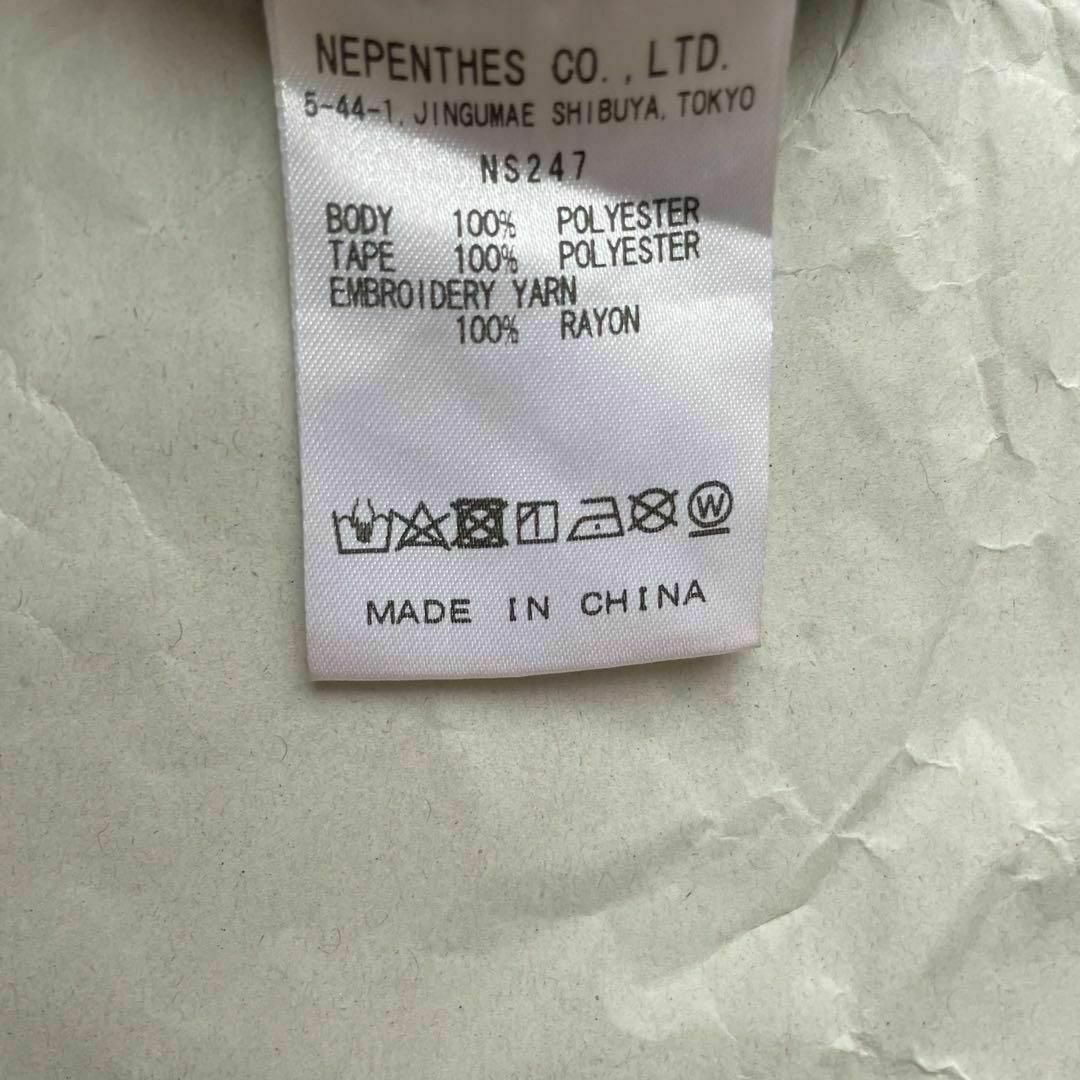 NEPENTHES CO.,LTD.
5-44-1, JINGUMAE SHIBUYA, TOKYO
NS247
BODY 100% POLYESTER
TAPE 100% POLYESTER
EMBROIDERY YARN
100% RAYON
W
MADE IN CHINA